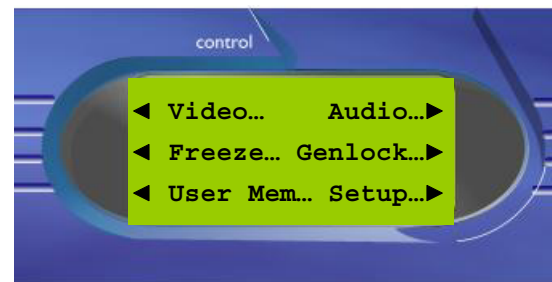 control
◄ Video… Audio…►
◄ Freeze… Genlock…►
◄ User Mem… Setup…►